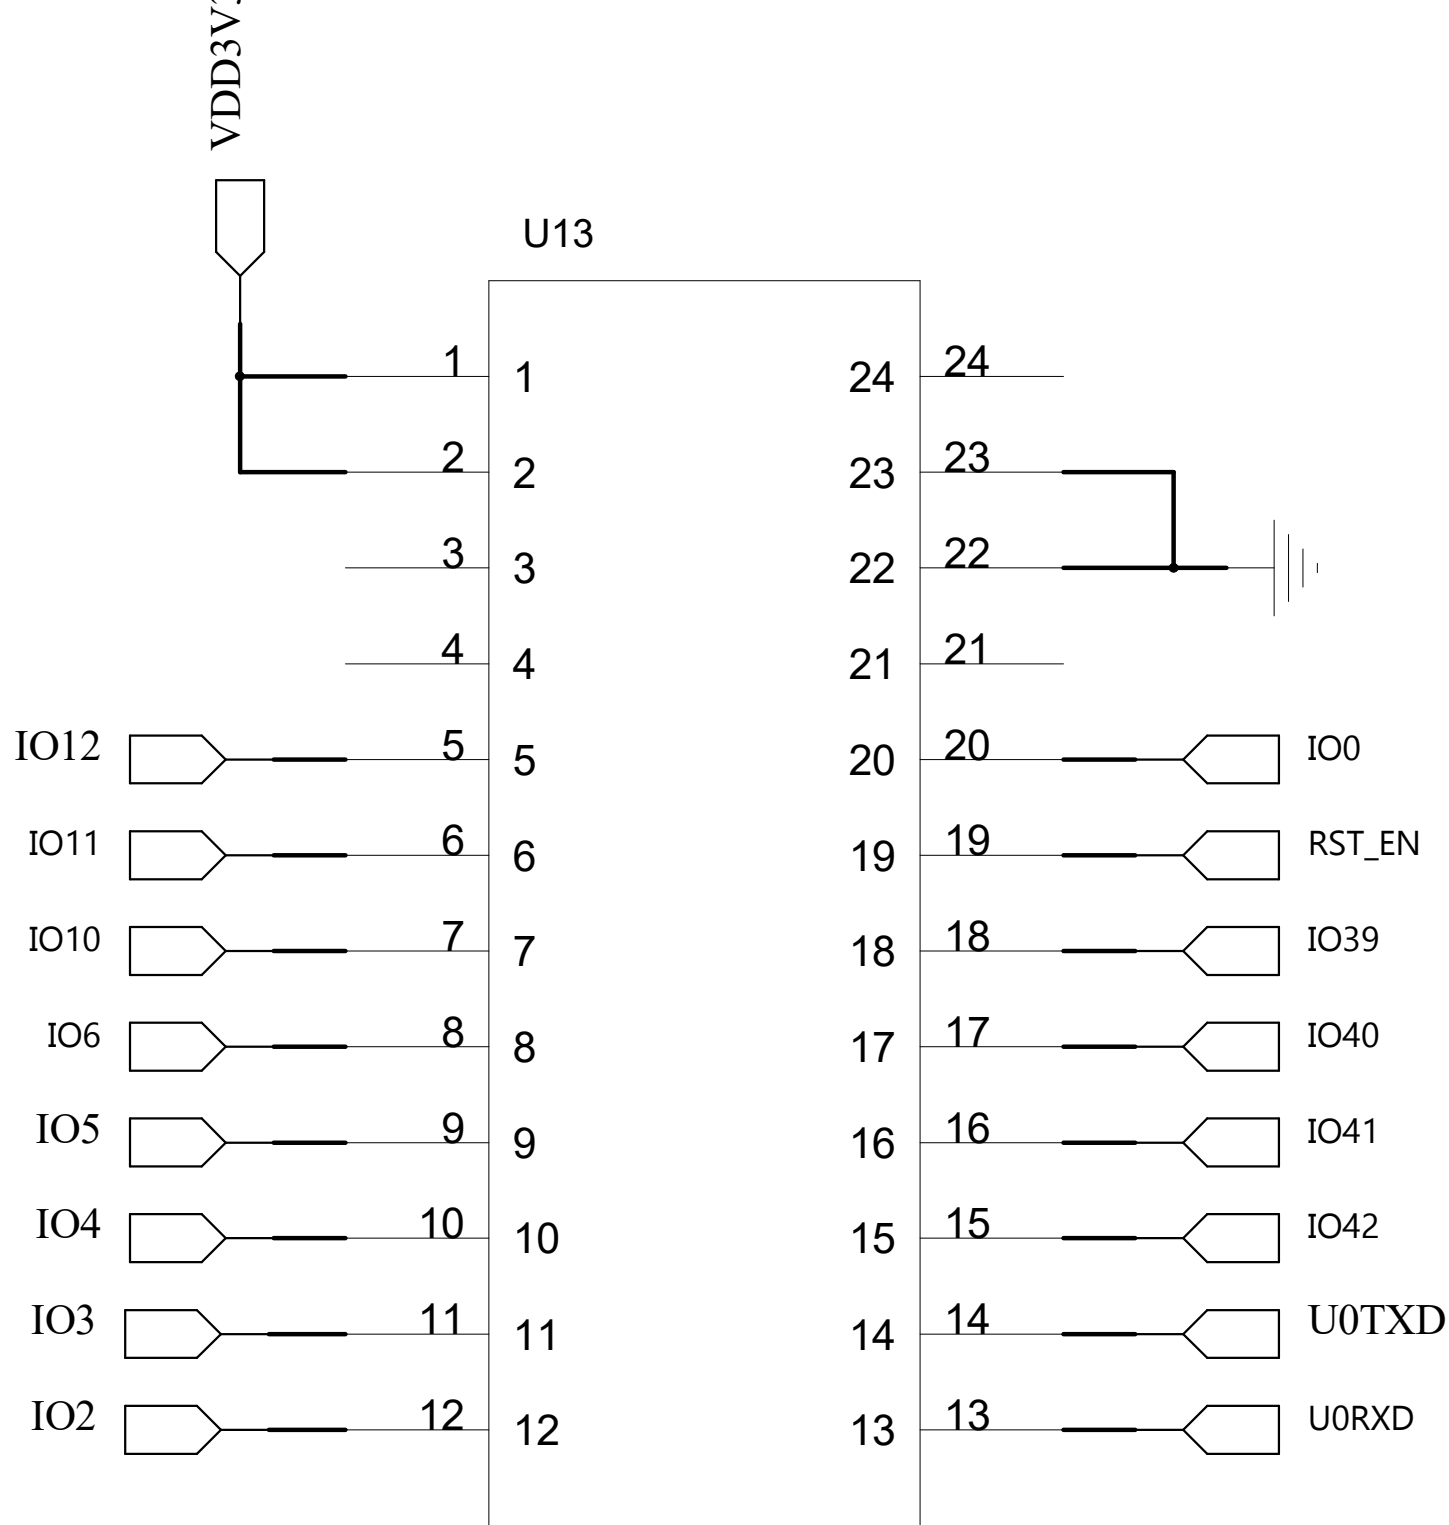 VDD3V
U13
1 1 24 24
2 2 23 23
3 3 22 22
4 4 21 21
IO12 5 5 20 20 IO0
IO11 6 6 19 19 RST_EN
IO10 7 7 18 18 IO39
IO6 8 8 17 17 IO40
IO5 9 9 16 16 IO41
IO4 10 10 15 15 IO42
IO3 11 11 14 14 U0TXD
IO2 12 12 13 13 U0RXD